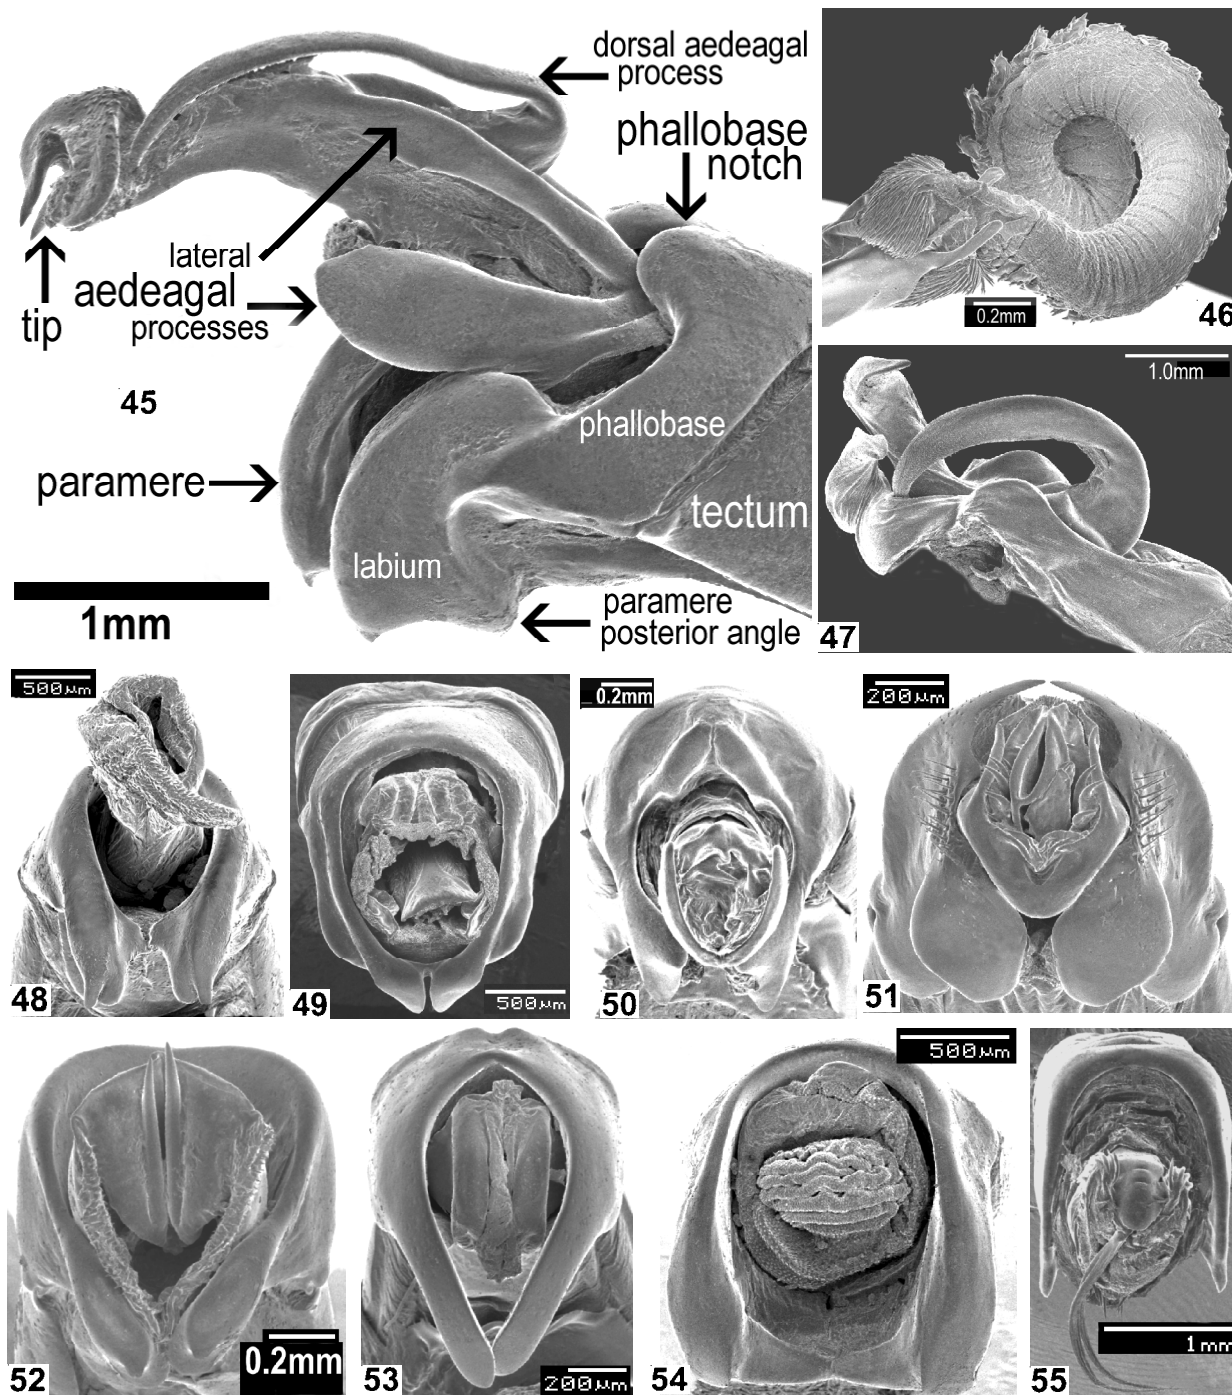 dorsal aedeagal
process
phallobase
notch
lateral
aedeagal
processes
tip
45
paramere
phallobase
tectum
labium
paramere
posterior angle
1mm
0.2mm
46
1.0mm
47
500µm
48
500µm
49
0.2mm
50
200µm
51
0.2mm
52
200µm
53
500µm
54
1mm
55